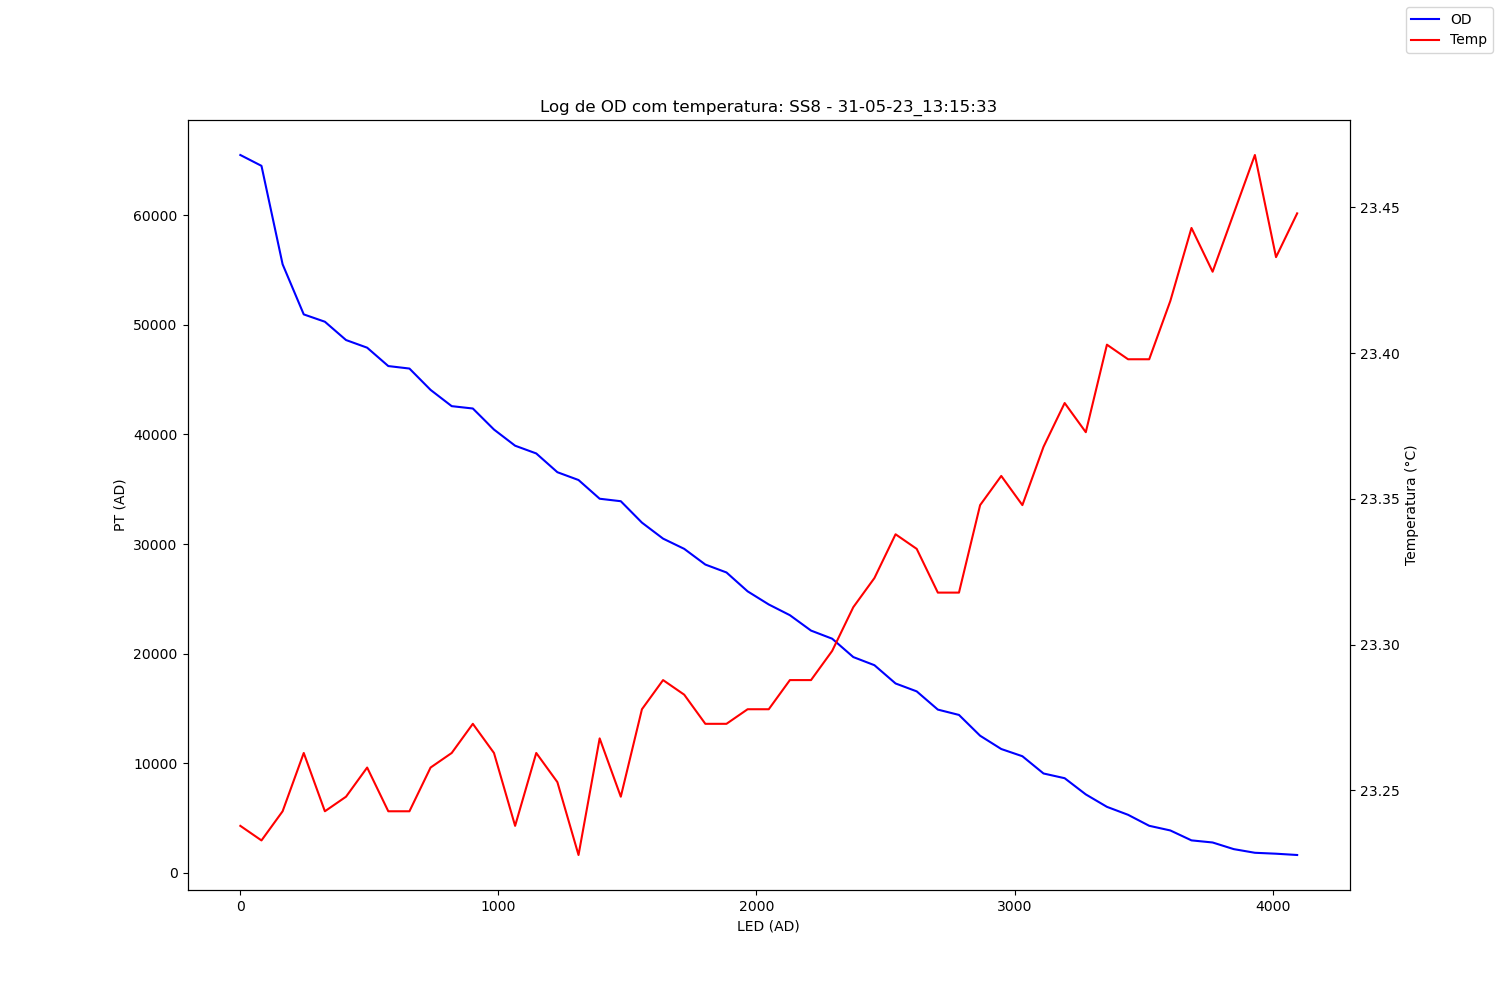 OD
Temp
Log de OD com temperatura: SS8 - 31-05-23_13:15:33
60000
50000
40000
30000
20000
10000
0
PT (AD)
23.45
23.40
23.35
23.30
23.25
Temperatura (°C)
0 1000 2000 3000 4000
LED (AD)